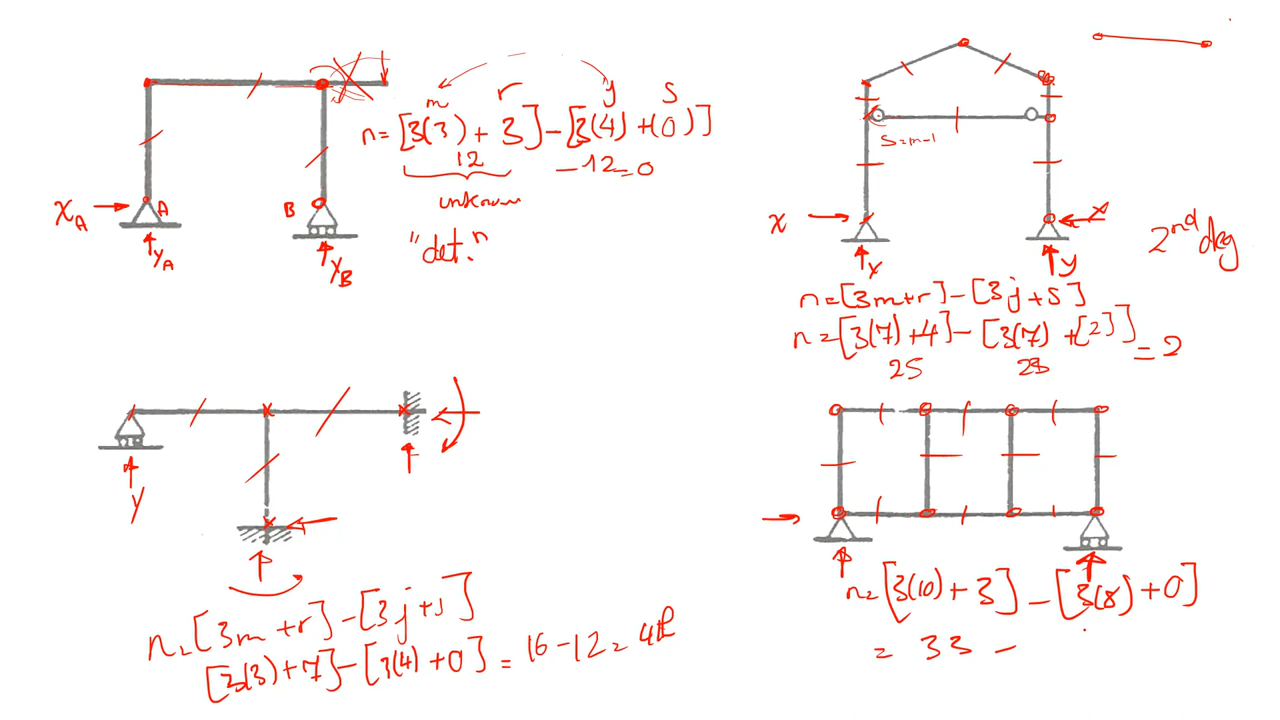 m r y s
n = [3(3) + 3] - [3(4) + (0)]
12 - 12 = 0
unknown
"det."
X_A A B
Y_A Y_B
S = m-1
X X
Y Y
2nd deg
n = [3m+r] - [3j + S]
n = [3(7) + 4] - [3(7) + [2]] = 2
25 23
Y
n = [3m + r] - [3j + s]
[3(3) + 7] - [3(4) + 0] = 16 - 12 = 4th
n = [3(10) + 3] - [3(8) + 0]
= 33 -